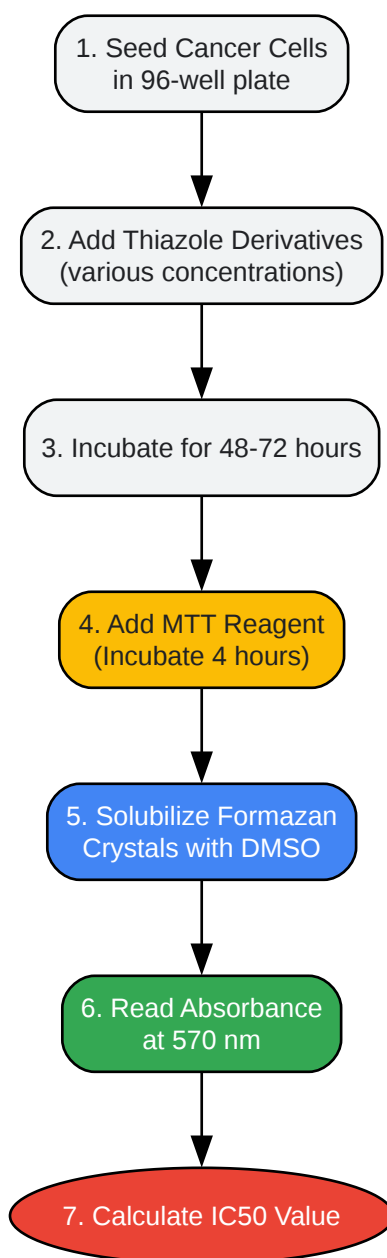 1. Seed Cancer Cells
in 96-well plate
2. Add Thiazole Derivatives
(various concentrations)
3. Incubate for 48-72 hours
4. Add MTT Reagent
(Incubate 4 hours)
5. Solubilize Formazan
Crystals with DMSO
6. Read Absorbance
at 570 nm
7. Calculate IC50 Value